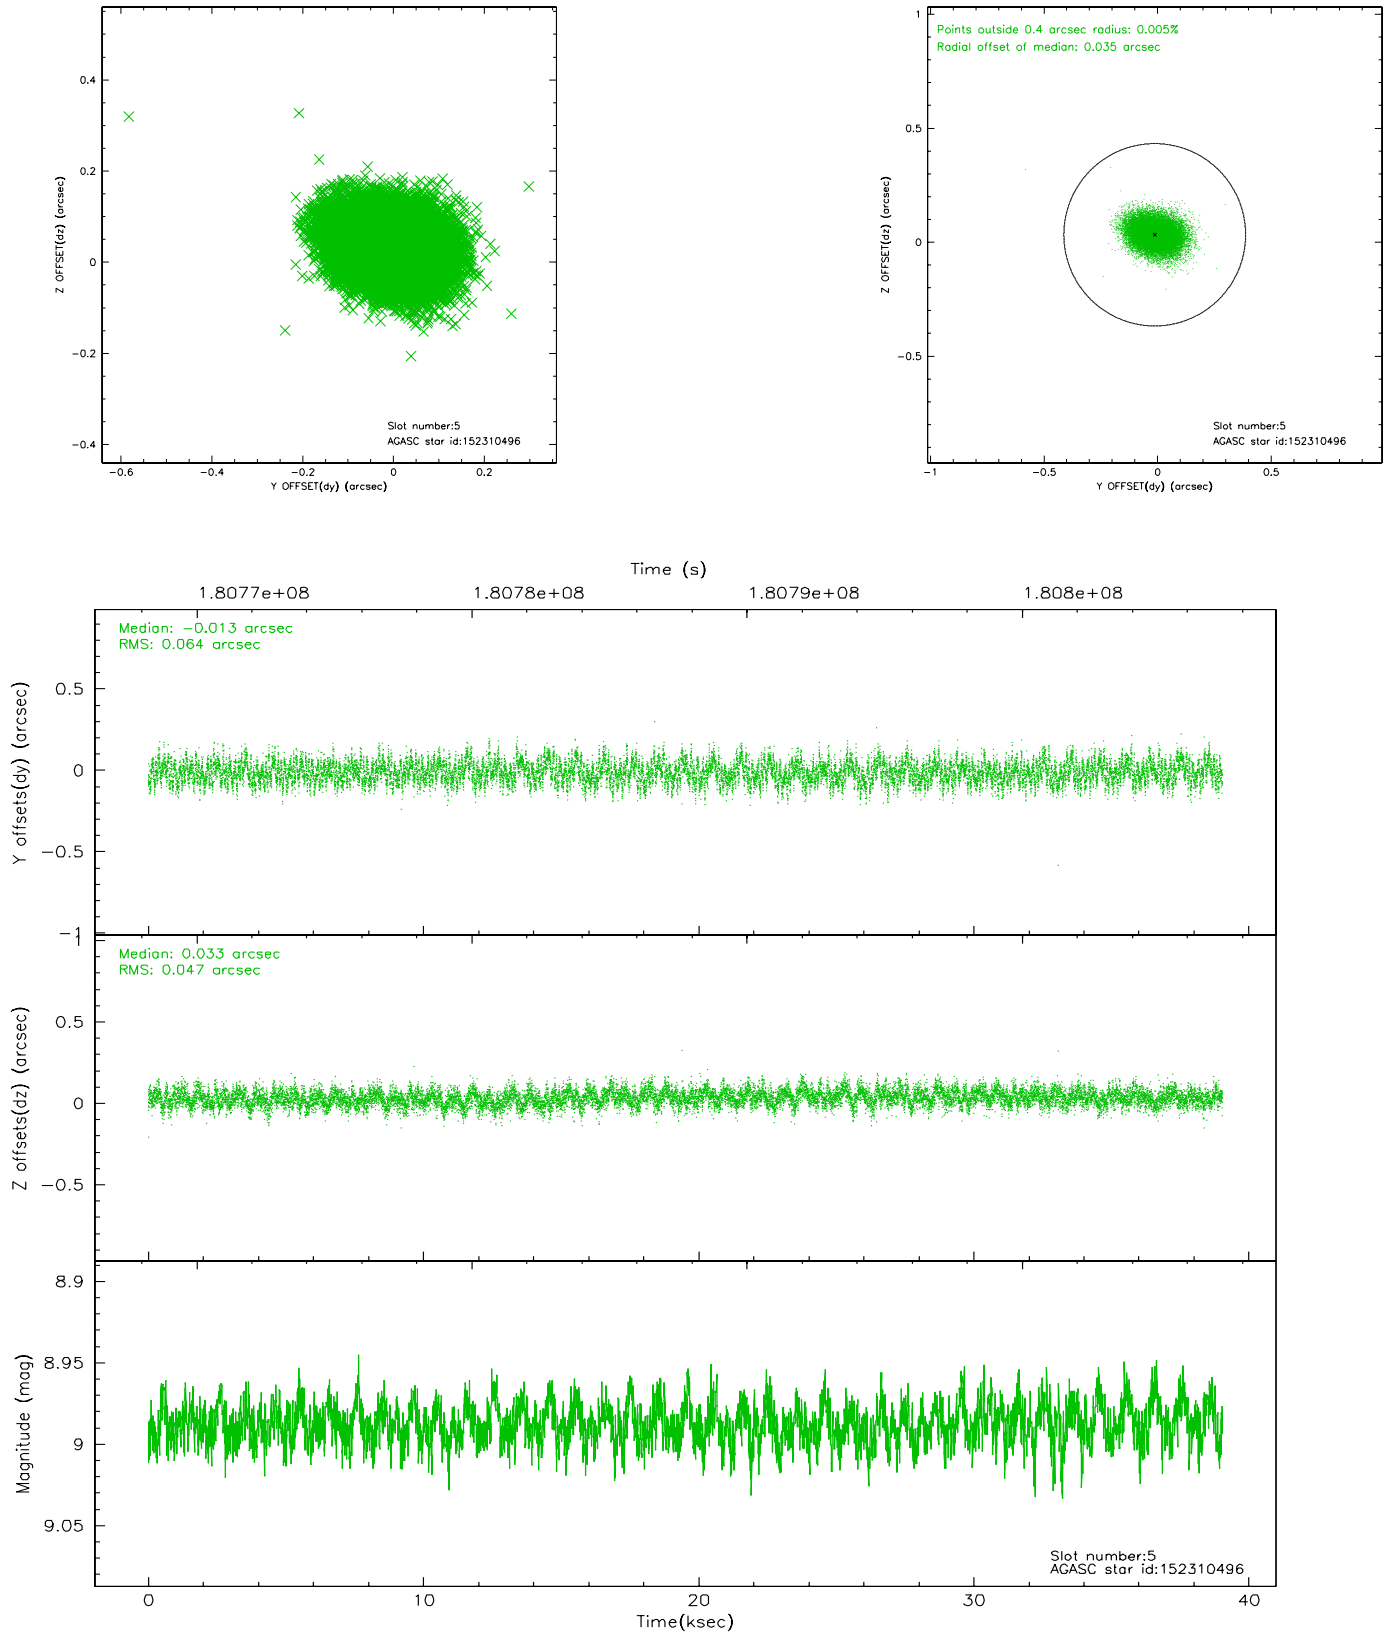 0.4
0.2
0
−0.2
−0.4
Z OFFSET(dz) (arcsec)
Slot number:5
AGASC star id:152310496
−0.6
−0.4
−0.2
0
0.2
Y OFFSET(dy) (arcsec)
Points outside 0.4 arcsec radius: 0.005%
Radial offset of median: 0.035 arcsec
1
0.5
0
−0.5
Z OFFSET(dz) (arcsec)
Slot number:5
AGASC star id:152310496
−1
−0.5
0
0.5
Y OFFSET(dy) (arcsec)
Time (s)
1.8077e+08
1.8078e+08
1.8079e+08
1.808e+08
Median: −0.013 arcsec
RMS: 0.064 arcsec
0.5
0
−0.5
−1
Y offsets(dy) (arcsec)
Median: 0.033 arcsec
RMS: 0.047 arcsec
1
0.5
0
−0.5
Z offsets(dz) (arcsec)
8.9
8.95
9
9.05
Magnitude (mag)
Slot number:5
AGASC star id:152310496
0
10
20
30
40
Time(ksec)